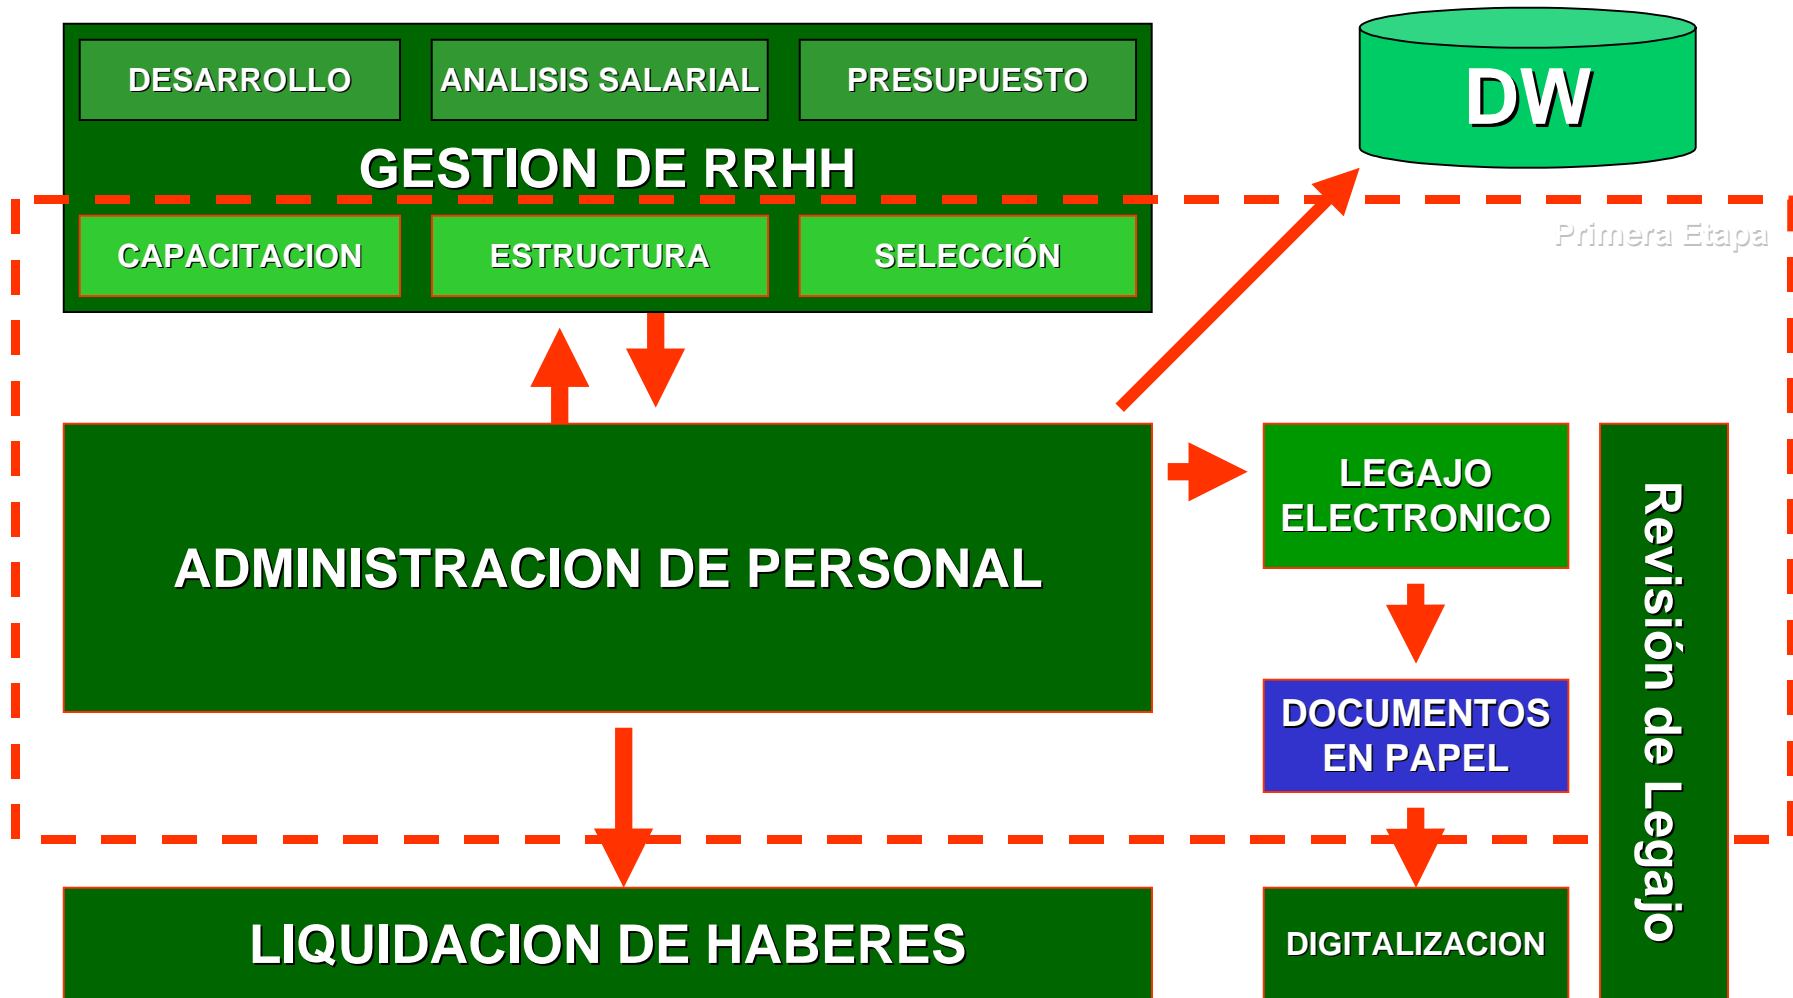 DESARROLLO
ANALISIS SALARIAL
PRESUPUESTO
DW
GESTION DE RRHH
Primera Etapa
CAPACITACION
ESTRUCTURA
SELECCIÓN
ADMINISTRACION DE PERSONAL
LEGAJO
ELECTRONICO
DOCUMENTOS
EN PAPEL
Revisión de Legajo
LIQUIDACION DE HABERES
DIGITALIZACION